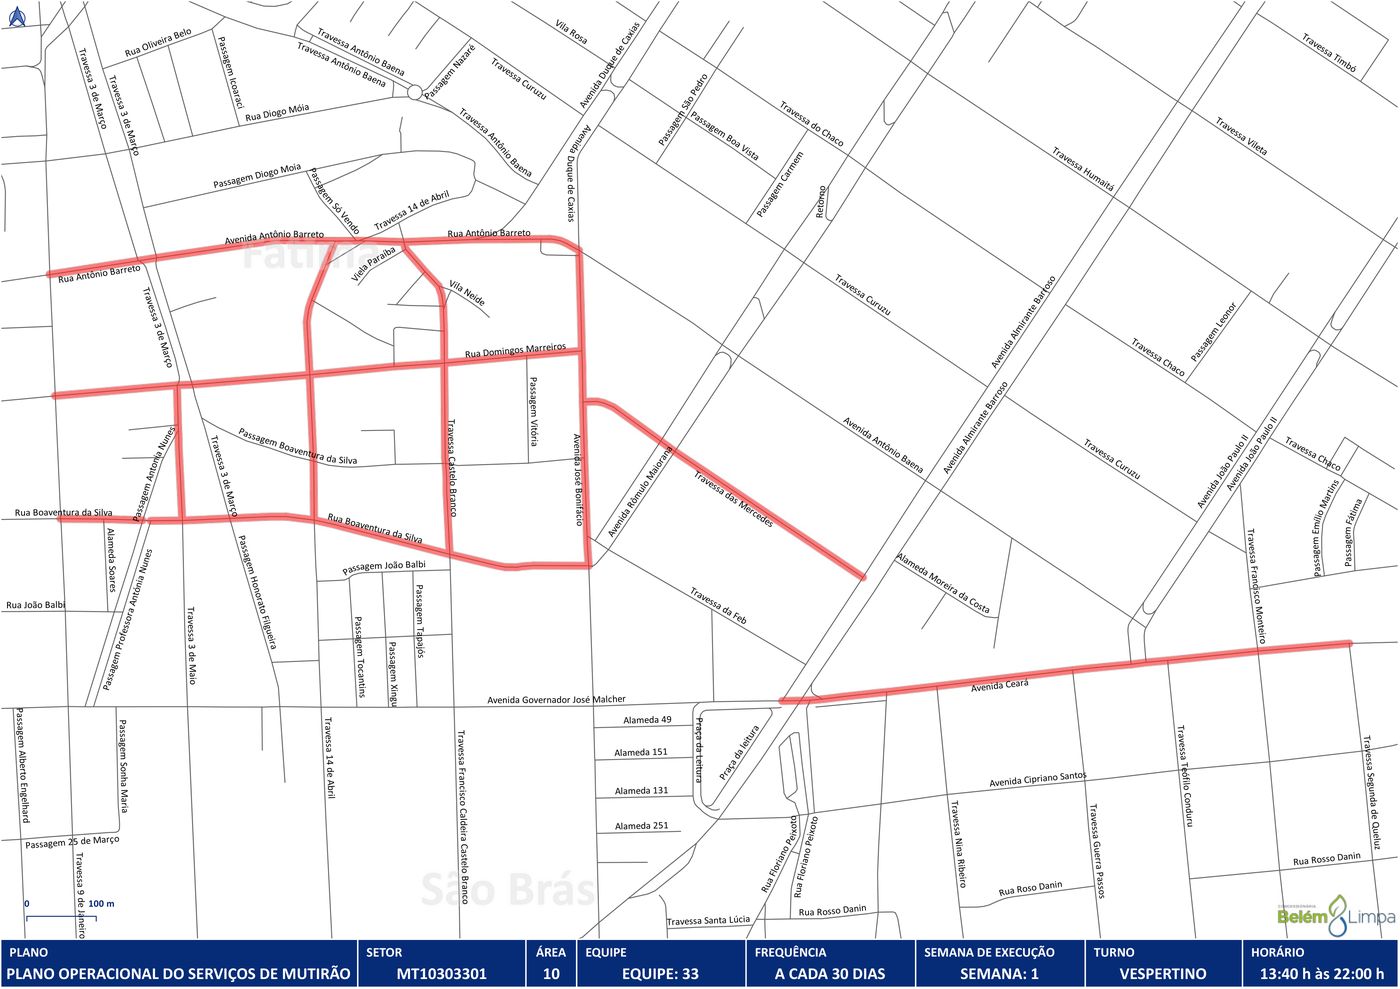 Vila Rosa
Travessa 3 de Março
Travessa 3 de Março
Rua Oliveira Belo
Passagem Icoaraci
Travessa Antônio Baena
Travessa Antônio Baena
Passagem Nazaré
Travessa Curuzu
Avenida Duque de Caxias
Travessa Timbó
Rua Diogo Móia
Travessa Antônio Baena
Avenida
Duque de Caxias
Passagem São Pedro
Passagem Boa Vista
Travessa do Chaco
Travessa Vileta
Travessa Humaitá
Passagem Carmem
Retorno
Passagem Diogo Moia
Passagem Só Vendo
Travessa 14 de Abril
Avenida Antônio Barreto
Rua Antônio Barreto
Fátima
Rua Antônio Barreto
Viela Paraíba
Vila Neide
Travessa 3 de Março
Travessa Curuzu
Avenida Almirante Barroso
Passagem Leonor
Travessa Chaco
Rua Domingos Marreiros
Passagem Vitória
Avenida Almirante Barroso
Passagem Antonia Nunes
Passagem Boaventura da Silva
Travessa 3 de Março
Travessa Castelo Branco
Avenida José Bonifácio
Avenida Rômulo Maiorana
Travessa das Mercedes
Avenida Antônio Baena
Travessa Curuzu
Avenida João Paulo II
Avenida João Paulo II
Travessa Chaco
Passagem Emílio Martins
Passagem Fátima
Rua Boaventura da Silva
Rua Boaventura da Silva
Alameda Soares
Passagem Professora Antônia Nunes
Passagem Honorato Filgueira
Passagem João Balbi
Alameda Moreira da Costa
Travessa Francisco Monteiro
Travessa da Feb
Rua João Balbi
Travessa 3 de Maio
Passagem Tocantins
Passagem Xingu
Passagem Tapajós
Avenida Governador José Malcher
Avenida Ceará
Passagem Alberto Engelhard
Passagem Sonha Maria
Travessa 14 de Abril
Travessa Francisco Caldeira Castelo Branco
Alameda 49
Alameda 151
Alameda 131
Alameda 251
Praça da Leitura
Praça da leitura
Avenida Cipriano Santos
Travessa Teófilo Conduru
Travessa Segunda de Queluz
Travessa Nina Ribeiro
Travessa Guerra Passos
Passagem 25 de Março
Travessa 9 de Janeiro
Rua Floriano Peixoto
Rua Floriano Peixoto
Rua Rosso Danin
Rua Roso Danin
Rua Rosso Danin
Travessa Santa Lúcia
São Brás
0 100 m
CONCESSIONÁRIA
Belém Limpa
PLANO
PLANO OPERACIONAL DO SERVIÇOS DE MUTIRÃO
SETOR
MT10303301
ÁREA
10
EQUIPE
EQUIPE: 33
FREQUÊNCIA
A CADA 30 DIAS
SEMANA DE EXECUÇÃO
SEMANA: 1
TURNO
VESPERTINO
HORÁRIO
13:40 h às 22:00 h